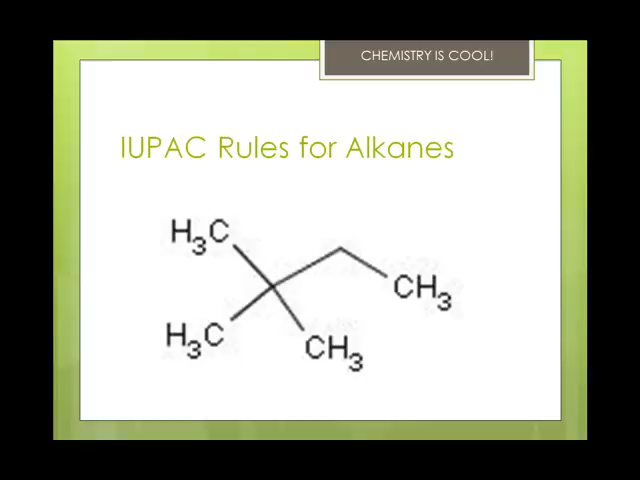 CHEMISTRY IS COOL!
IUPAC Rules for Alkanes
H3C
CH3
H3C
CH3